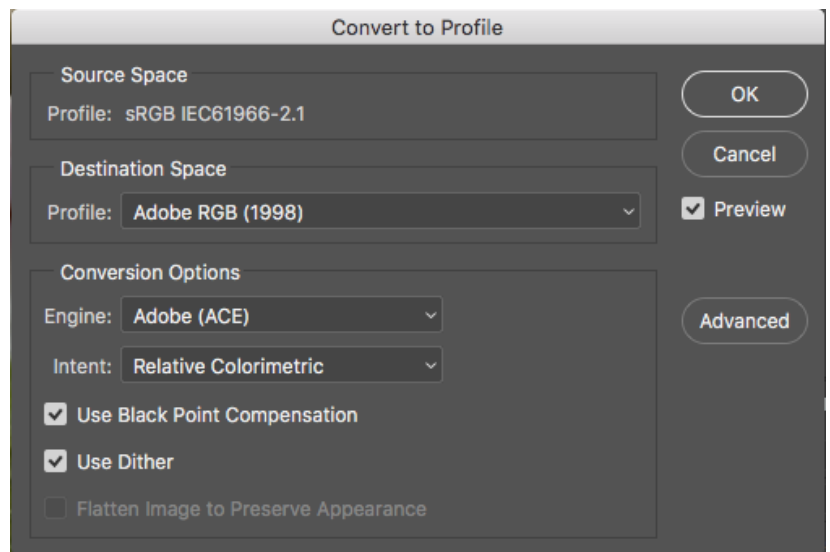 Convert to Profile
Source Space
Profile: sRGB IEC61966-2.1
OK
Cancel
Destination Space
Profile: Adobe RGB (1998)
Preview
Conversion Options
Engine: Adobe (ACE)
Advanced
Intent: Relative Colorimetric
Use Black Point Compensation
Use Dither
Flatten Image to Preserve Appearance